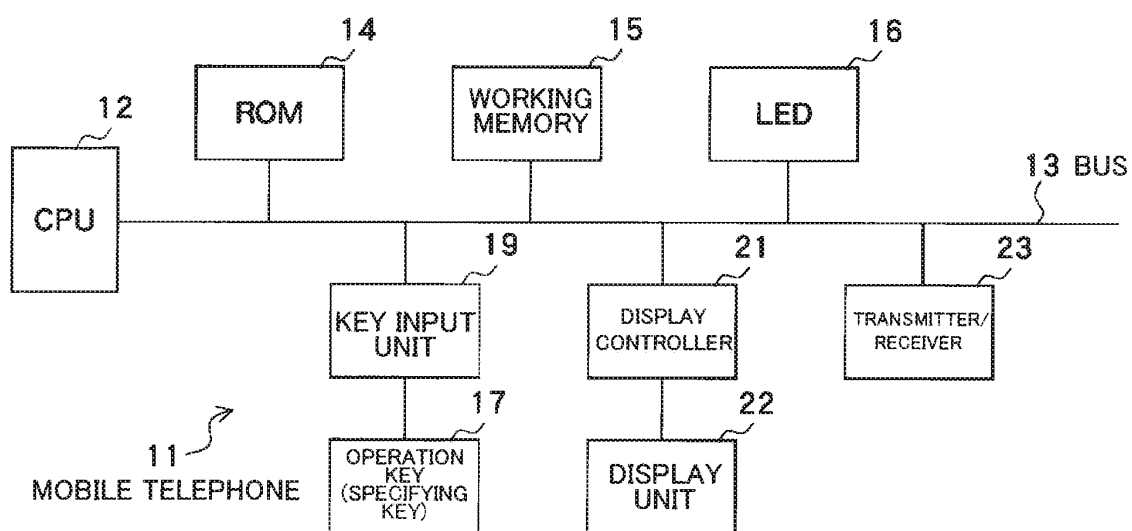 14
15
16
ROM
WORKING
MEMORY
LED
12
CPU
13 BUS
19
21
23
KEY INPUT
UNIT
DISPLAY
CONTROLLER
TRANSMITTER/
RECEIVER
17
22
OPERATION
KEY
(SPECIFYING
KEY)
DISPLAY
UNIT
11
MOBILE TELEPHONE